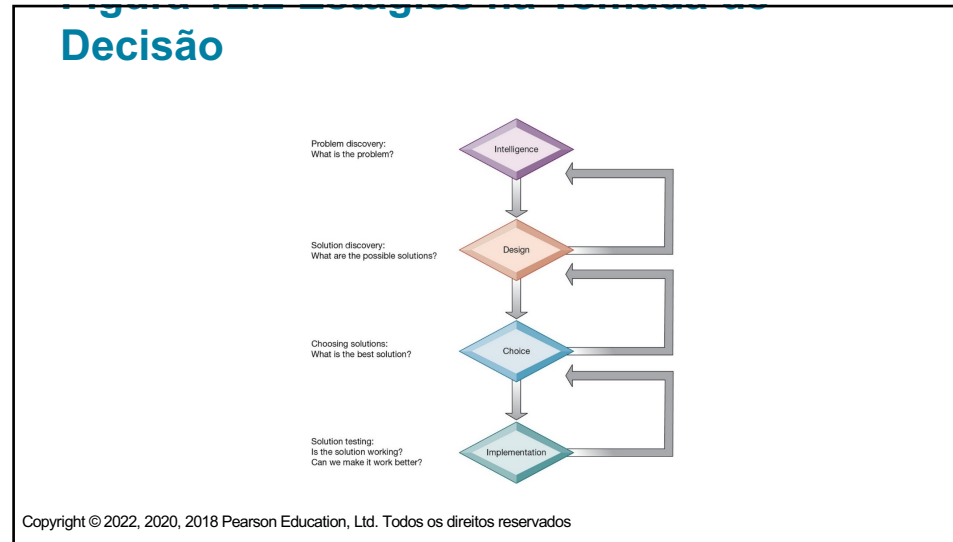 Decisão
Problem discovery:
What is the problem?
Intelligence
Solution discovery:
What are the possible solutions?
Design
Choosing solutions:
What is the best solution?
Choice
Solution testing:
Is the solution working?
Can we make it work better?
Implementation
Copyright © 2022, 2020, 2018 Pearson Education, Ltd. Todos os direitos reservados